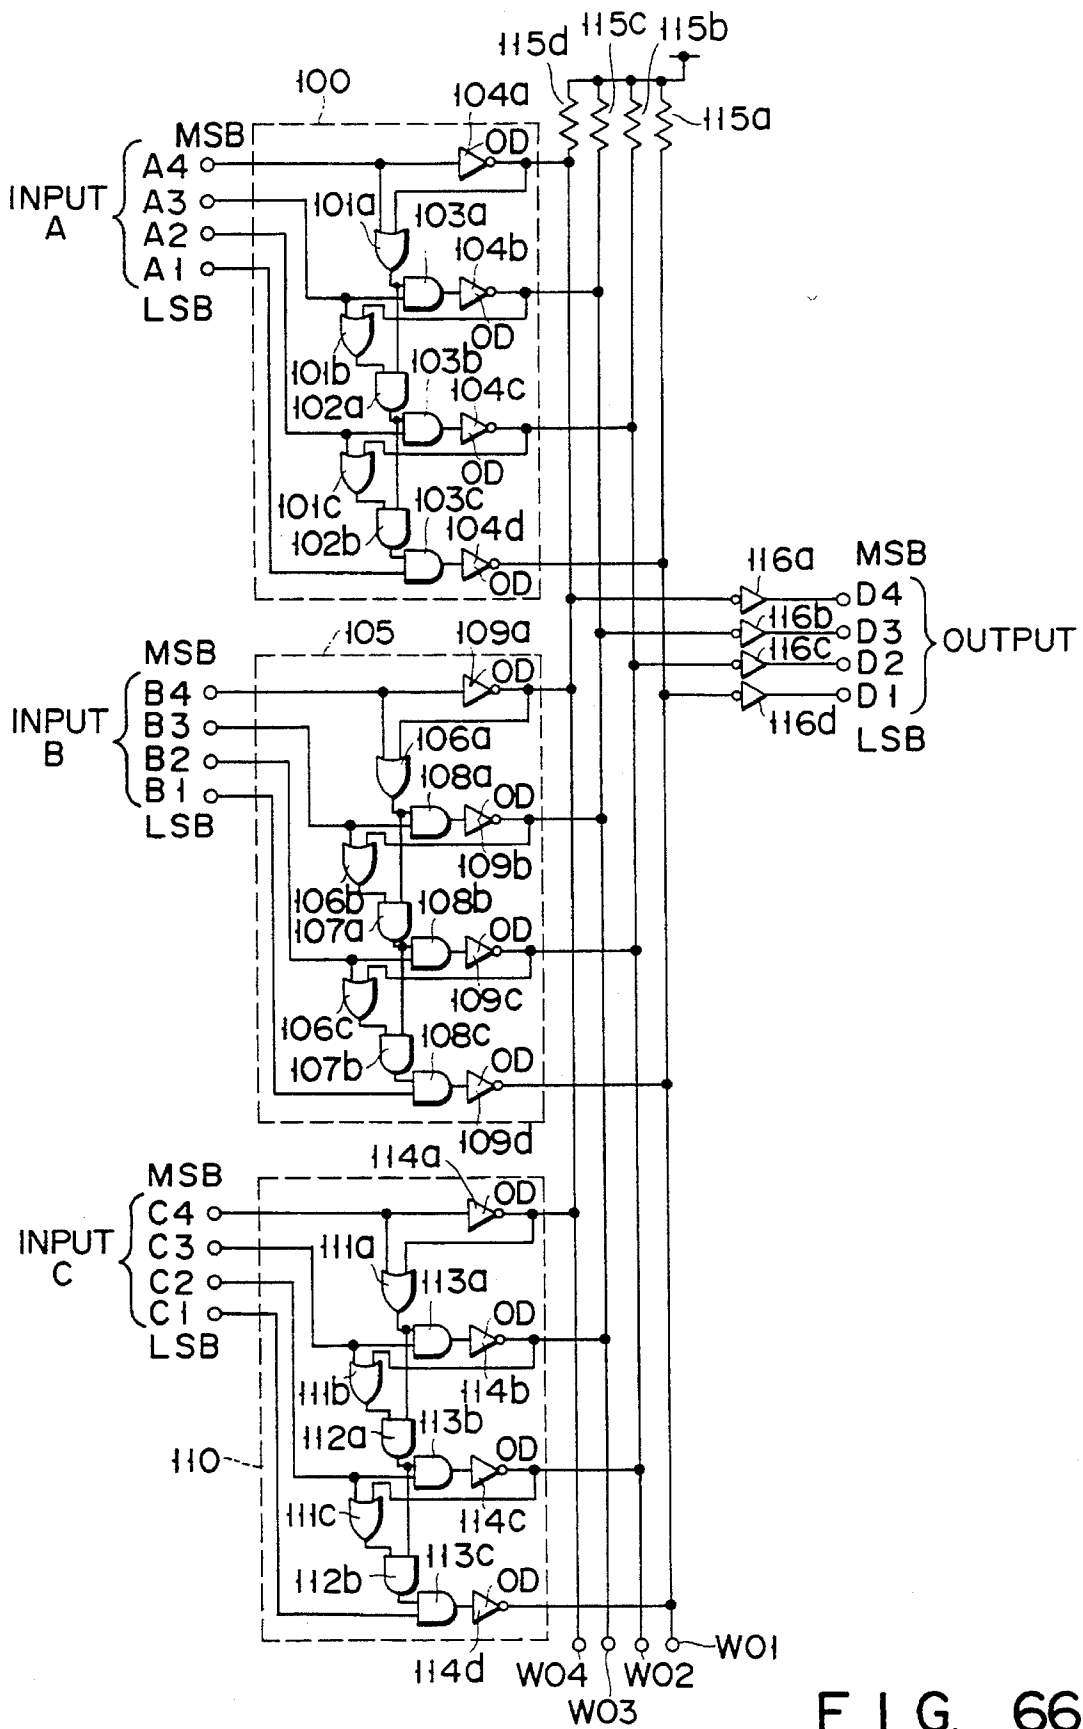 115d
115c
115b
115a
100
104a
OD
MSB
INPUT
A
A4
A3
A2
A1
LSB
101a
103a
104b
OD
101b
102a
103b
104c
OD
101c
102b
103c
104d
OD
116a
MSB
D4
116b
D3
116c
D2
D1
116d
LSB
OUTPUT
105
109a
OD
MSB
INPUT
B
B4
B3
B2
B1
LSB
106a
108a
OD
109b
106b
107a
108b
OD
109c
106c
107b
108c
OD
109d
114a
OD
MSB
INPUT
C
C4
C3
C2
C1
LSB
111a
113a
OD
114b
111b
112a
113b
OD
110
114c
111c
112b
113c
OD
114d
WO4
WO3
WO2
WO1
FIG. 66